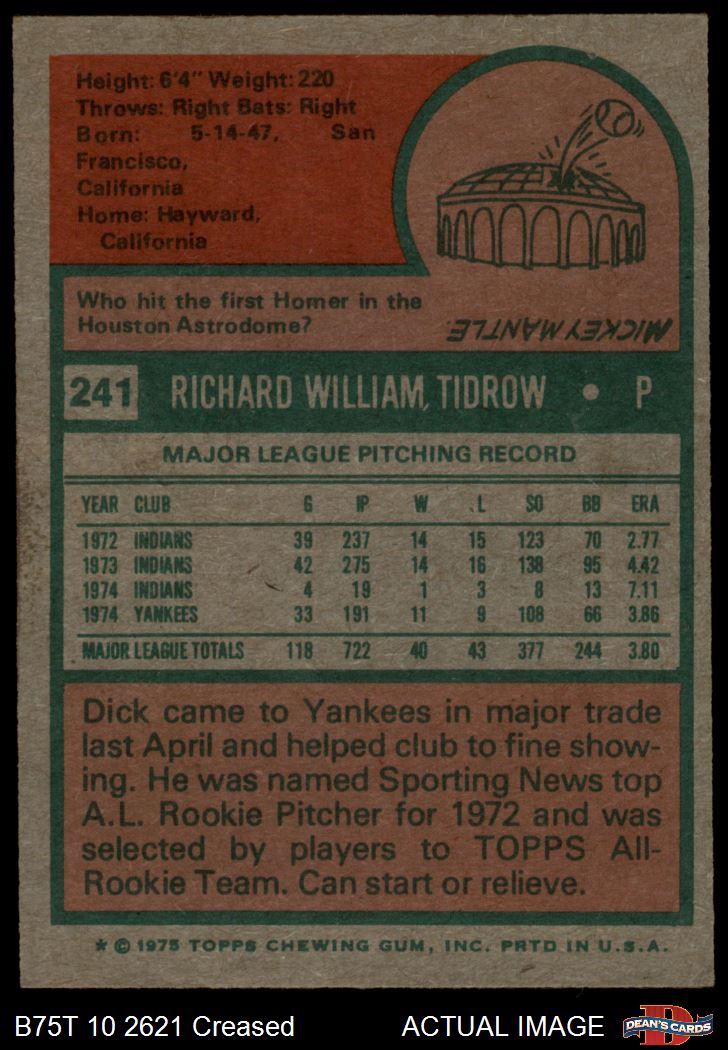 Height: 6'4" Weight: 220
Throws: Right Bats: Right
Born: 5-14-47, San
Francisco,
California
Home: Hayward,
California
Who hit the first Homer in the
Houston Astrodome?
MICKEY MANTLE.
241 RICHARD WILLIAM TIDROW • P
MAJOR LEAGUE PITCHING RECORD
YEAR CLUB G IP W L SO BB ERA
1972 INDIANS 39 237 14 15 123 70 2.77
1973 INDIANS 42 275 14 16 138 95 4.42
1974 INDIANS 4 19 1 3 8 13 7.11
1974 YANKEES 33 191 11 9 108 66 3.86
MAJOR LEAGUE TOTALS 118 722 40 43 377 244 3.80
Dick came to Yankees in major trade
last April and helped club to fine show-
ing. He was named Sporting News top
A.L. Rookie Pitcher for 1972 and was
selected by players to TOPPS All-
Rookie Team. Can start or relieve.
* © 1975 TOPPS CHEWING GUM, INC. PRTD IN U.S.A.
B75T 10 2621 Creased ACTUAL IMAGE
DEAN'S CARDS